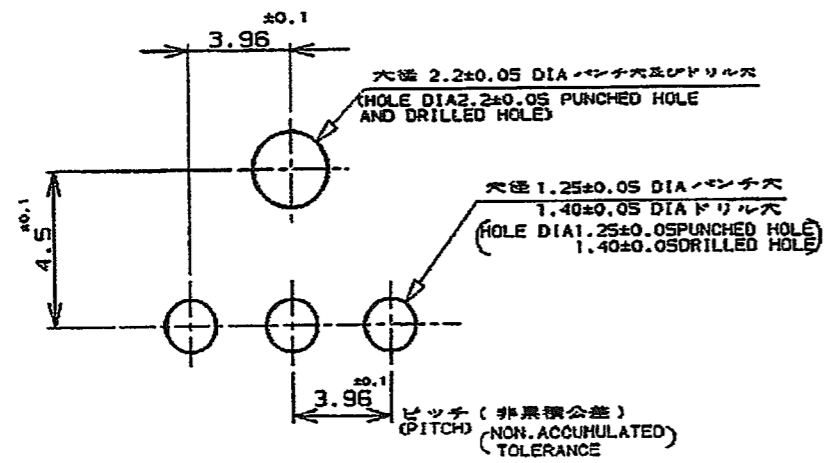 ±0.1
3.96
穴径 2.2±0.05 DIA パンチ穴及びドリル穴
(HOLE DIA2.2±0.05 PUNCHED HOLE
AND DRILLED HOLE)
穴径 1.25±0.05 DIA パンチ穴
1.40±0.05 DIA ドリル穴
(HOLE DIA1.25±0.05PUNCHED HOLE
1.40±0.05DRILLED HOLE)
±0.1
4.5
±0.1
3.96
ピッチ (非累積公差)
(PITCH) (NON.ACCUMULATED)
TOLERANCE